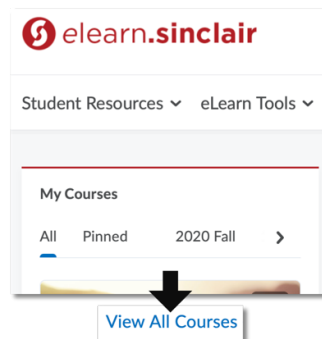 elearn.sinclair
Student Resources eLearn Tools
My Courses
All Pinned 2020 Fall
View All Courses